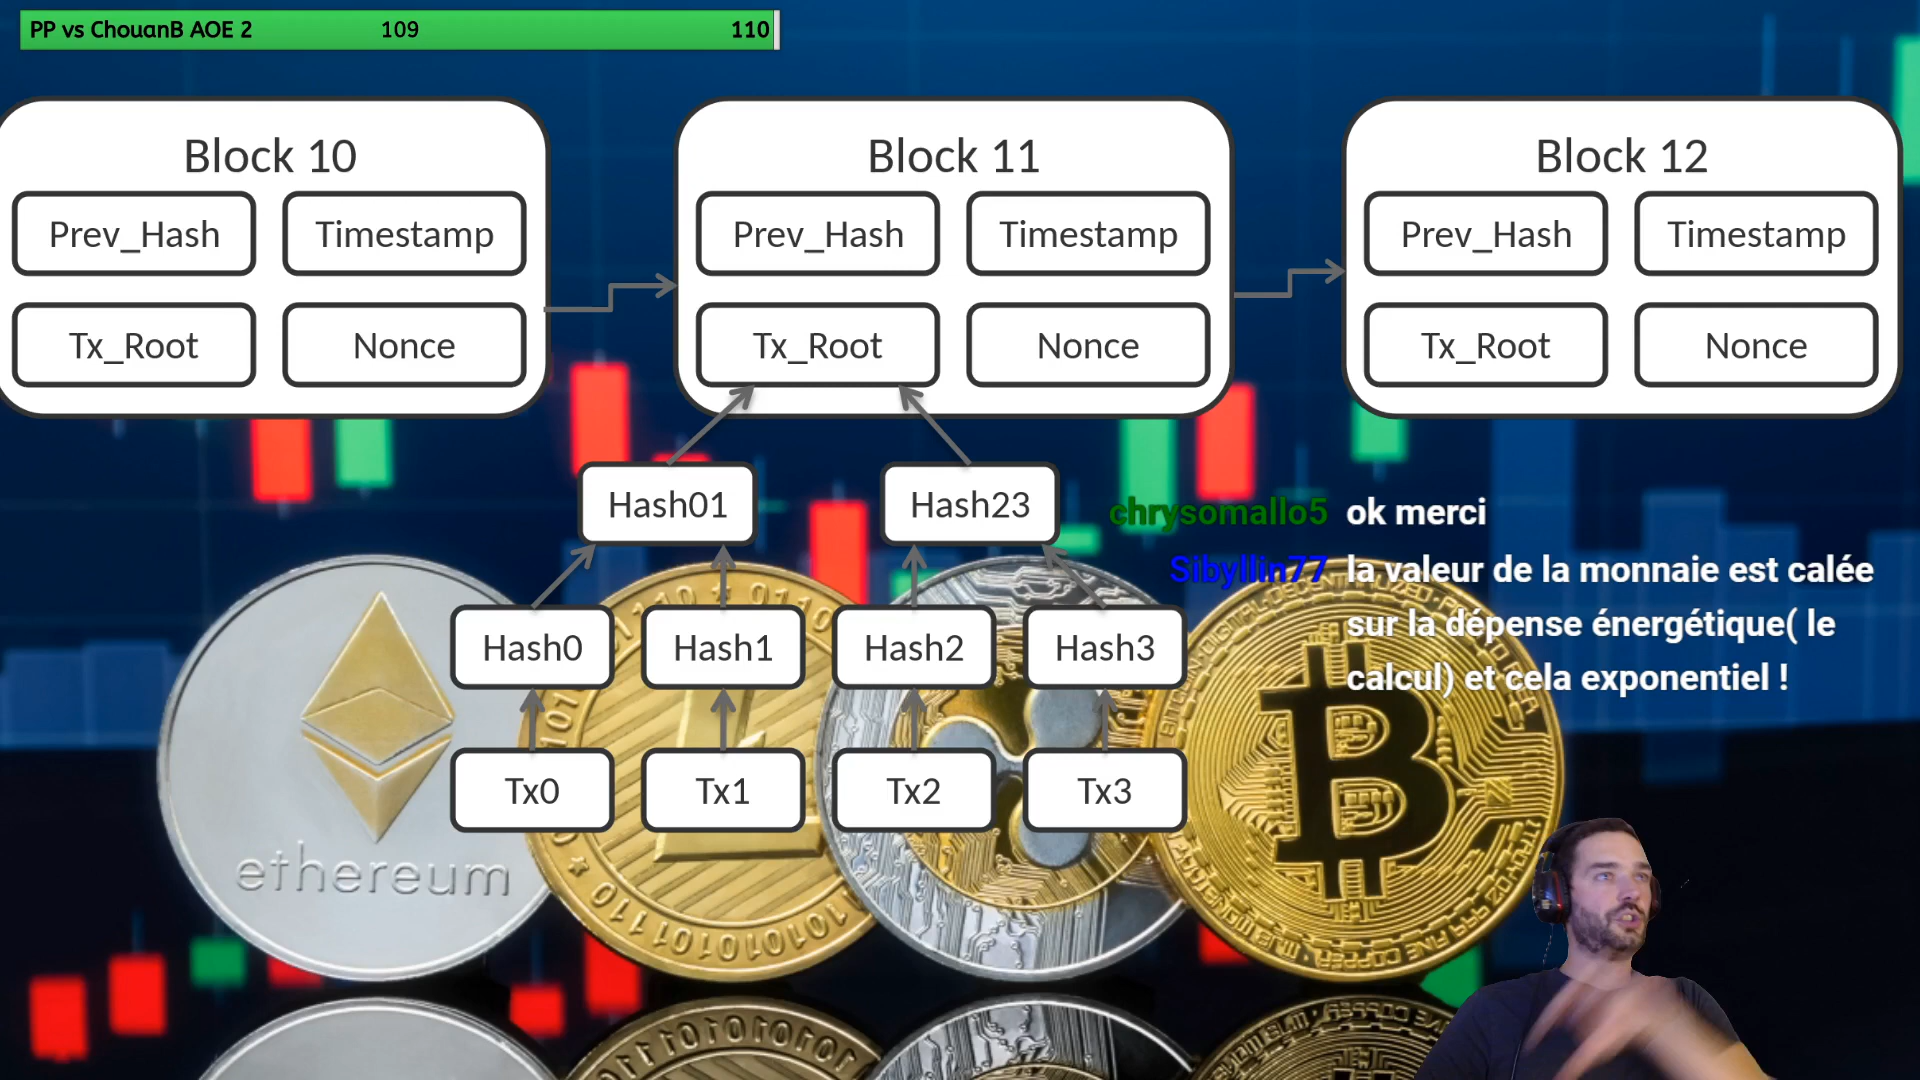 PP vs ChouanB AOE 2 109 110
Block 10
Block 11
Block 12
Prev_Hash Timestamp
Prev_Hash Timestamp
Prev_Hash Timestamp
Tx_Root Nonce
Tx_Root Nonce
Tx_Root Nonce
Hash01 Hash23
chrysomallo5 ok merci
Sibyllin77 la valeur de la monnaie est calée
sur la dépense énergétique( le
calcul) et cela exponentiel !
Hash0 Hash1 Hash2 Hash3
Tx0 Tx1 Tx2 Tx3
ethereum